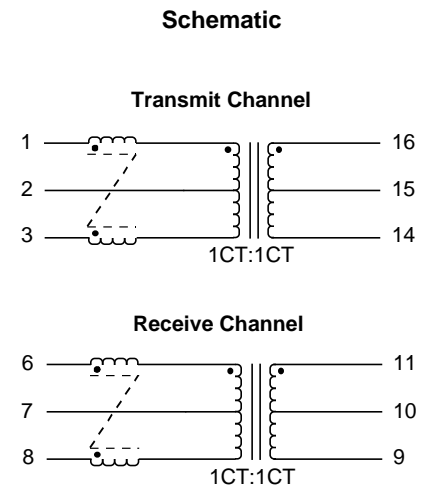 Schematic
Transmit Channel
1 16
2 15
3 14
1CT:1CT
Receive Channel
6 11
7 10
8 9
1CT:1CT